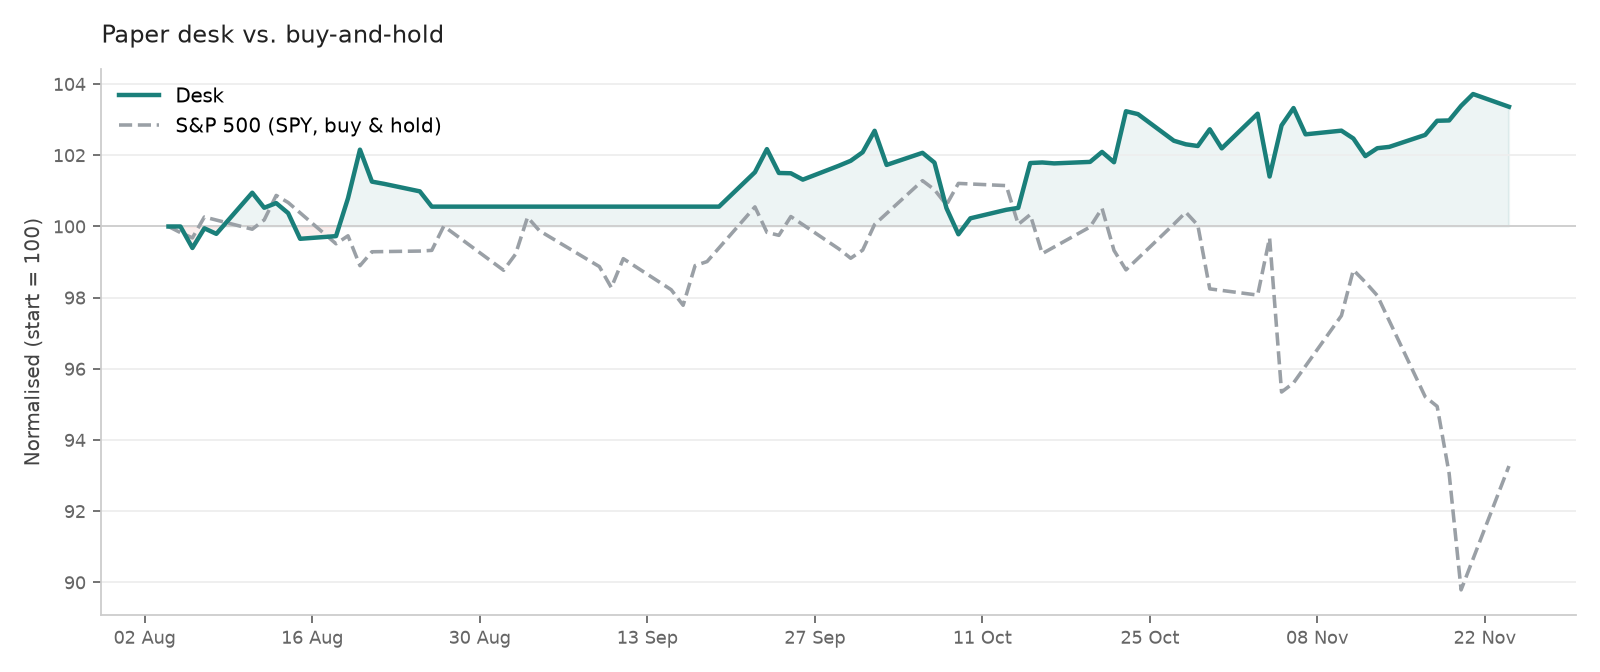 Paper desk vs. buy-and-hold
Desk
S&P 500 (SPY, buy & hold)
Normalised (start = 100)
104
102
100
98
96
94
92
90
02 Aug
16 Aug
30 Aug
13 Sep
27 Sep
11 Oct
25 Oct
08 Nov
22 Nov